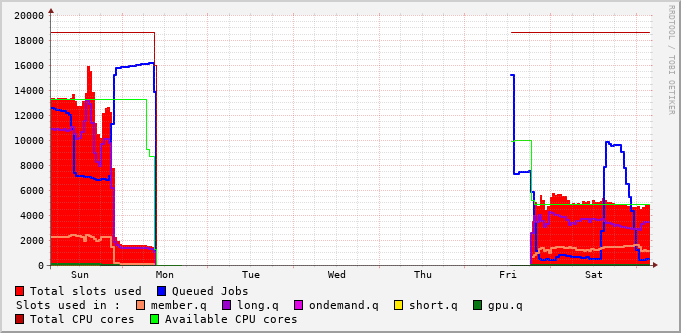 RRDTOOL / TOBI OETIKER
20000
18000
16000
14000
12000
10000
8000
6000
4000
2000
0
Sun Mon Tue Wed Thu Fri Sat
Total slots used Queued Jobs
Slots used in : member.q long.q ondemand.q short.q gpu.q
Total CPU cores Available CPU cores